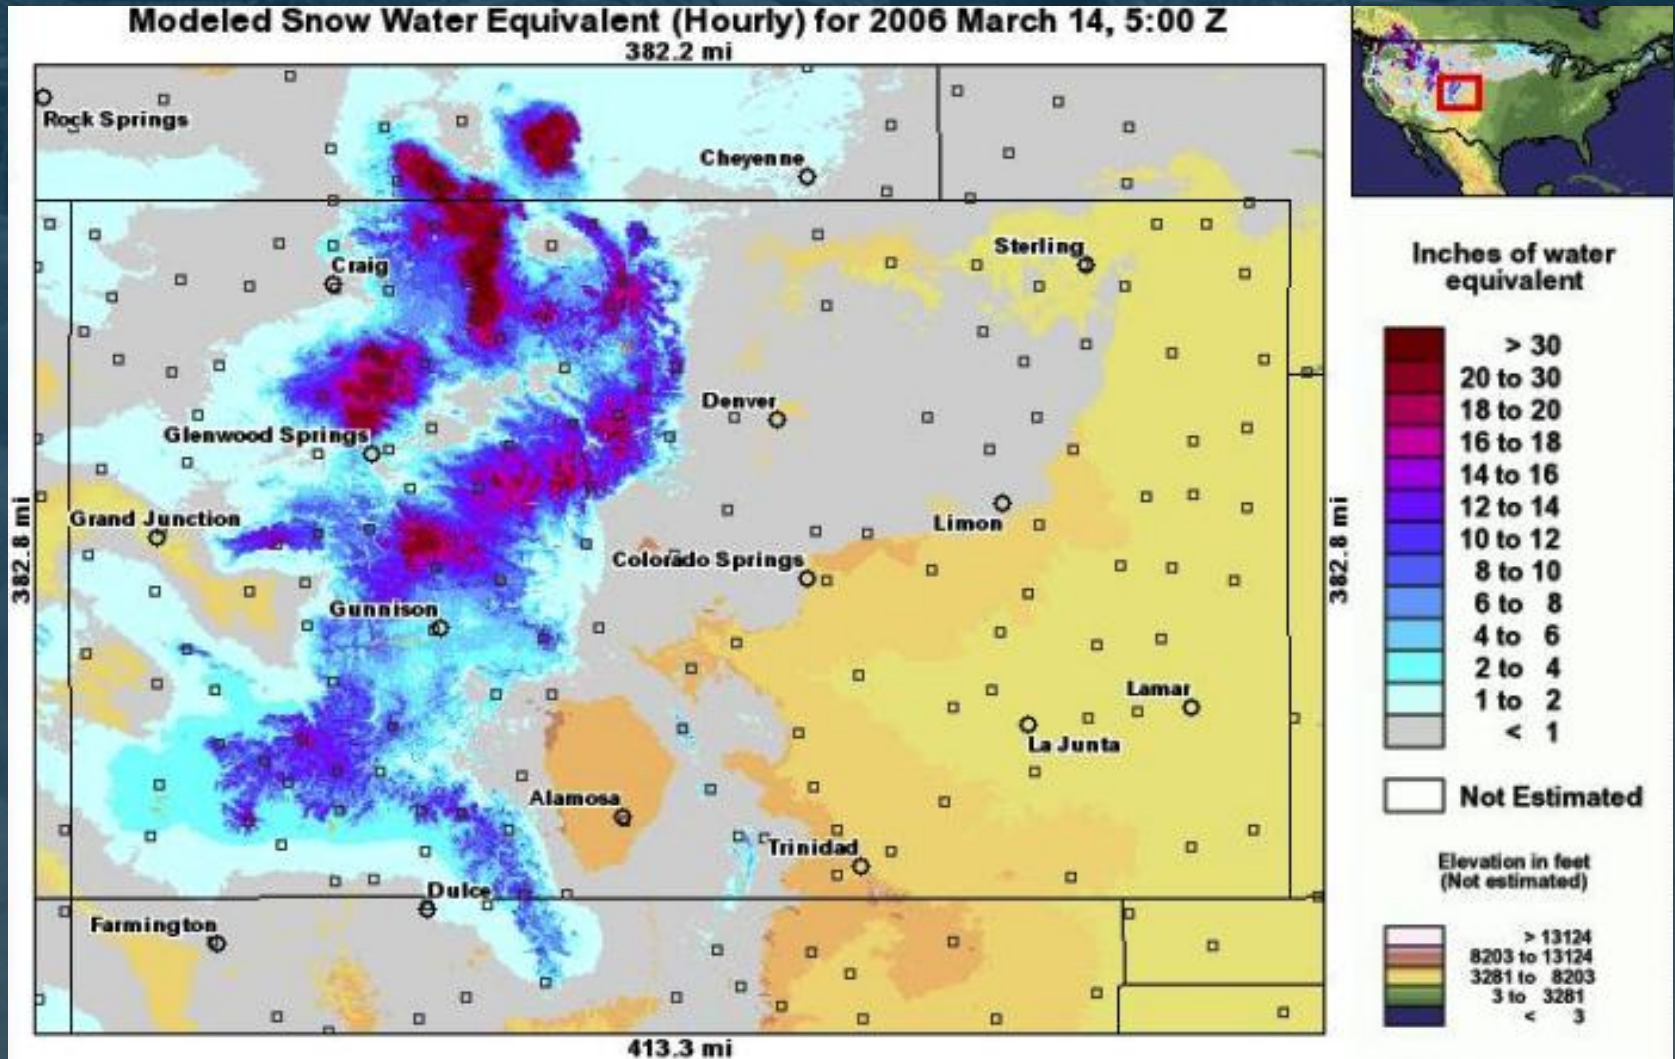 Modeled Snow Water Equivalent (Hourly) for 2006 March 14, 5:00 Z
382.2 mi
Rock Springs
Cheyenne
Sterling
Craig
Denver
Glenwood Springs
Grand Junction
Limon
Colorado Springs
Gunnison
Lamar
La Junta
Alamosa
Trinidad
Dulce
Farmington
382.8 mi
382.8 mi
413.3 mi
Inches of water
equivalent
> 30
20 to 30
18 to 20
16 to 18
14 to 16
12 to 14
10 to 12
8 to 10
6 to 8
4 to 6
2 to 4
1 to 2
< 1
Not Estimated
Elevation in feet
(Not estimated)
> 13124
8203 to 13124
3281 to 8203
3 to 3281
< 3